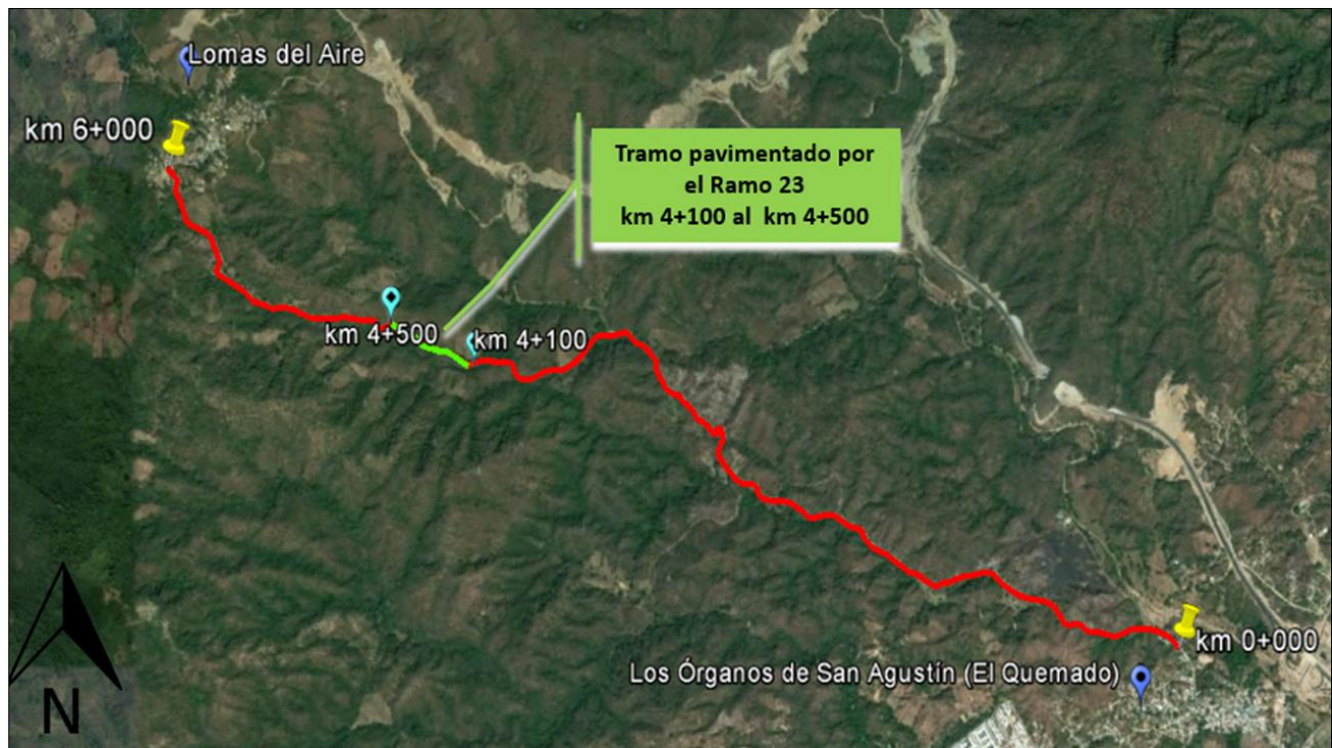 Lomas del Aire
km 6+000
Tramo pavimentado por
el Ramo 23
km 4+100 al km 4+500
km 4+500
km 4+100
km 0+000
Los Órganos de San Agustín (El Quemado)
N